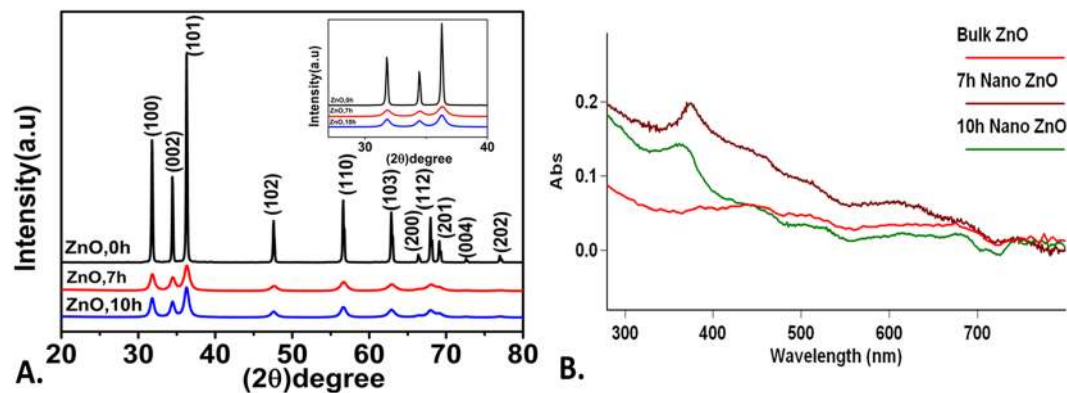 Intensity(a.u)
(100)
(002)
(101)
(102)
(110)
(103)
(200)
(112)
(201)
(004)
(202)
ZnO,0h
ZnO,7h
ZnO,10h
20 30 40 50 60 70 80
(2θ)degree
A.
Intensity(a.u)
ZnO,0h
ZnO,7h
ZnO,10h
30 40
(2θ)degree
Abs
0.2
0.1
0.0
Bulk ZnO
7h Nano ZnO
10h Nano ZnO
300 400 500 600 700
Wavelength (nm)
B.